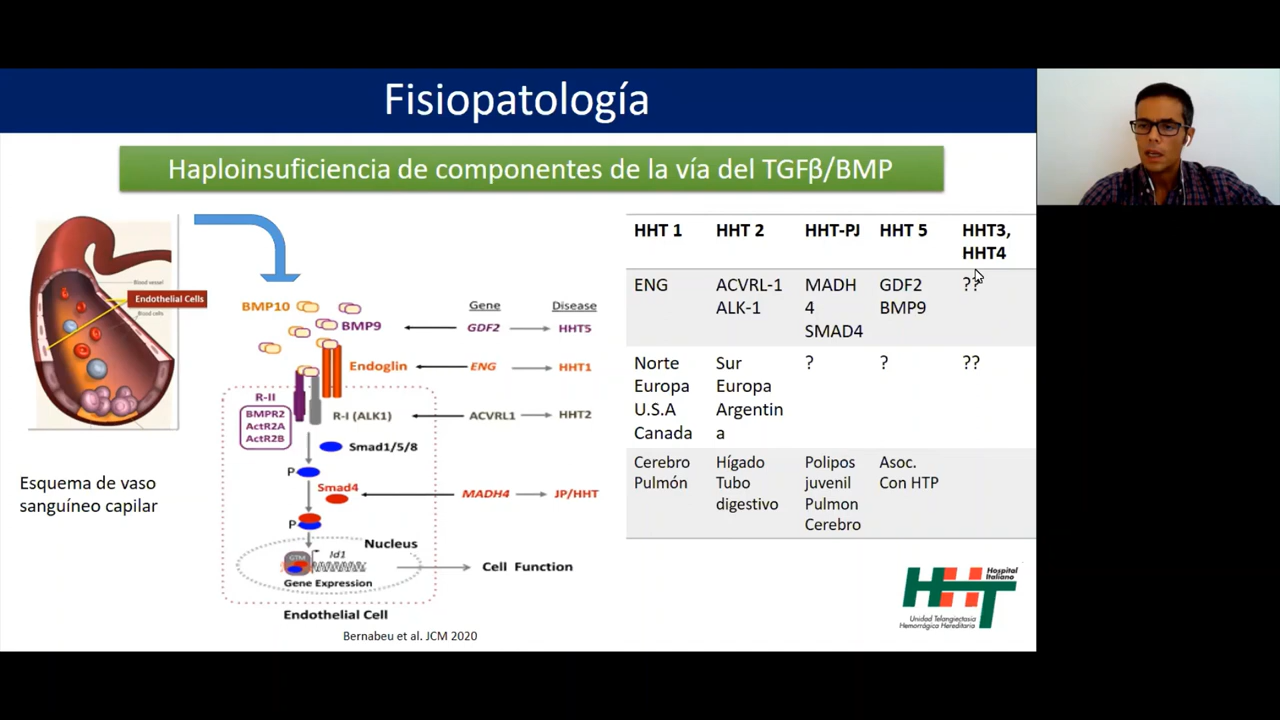 Fisiopatología
Haploinsuficiencia de componentes de la vía del TGFβ/BMP
Blood vessel
Endothelial Cells
Blood cells
Esquema de vaso
sanguíneo capilar
BMP10
BMP9
Gene
Disease
GDF2
HHT5
Endoglin
ENG
HHT1
R-II
BMPR2
ActR2A
ActR2B
R-I (ALK1)
ACVRL1
HHT2
Smad1/5/8
P
Smad4
MADH4
JP/HHT
P
Nucleus
GTM
Id1
Gene Expression
Cell Function
Endothelial Cell
Bernabeu et al. JCM 2020
HHT 1
HHT 2
HHT-PJ
HHT 5
HHT3,
HHT4
ENG
ACVRL-1
ALK-1
MADH
4
SMAD4
GDF2
BMP9
??
Norte
Europa
U.S.A
Canada
Sur
Europa
Argentin
a
?
?
??
Cerebro
Pulmón
Hígado
Tubo
digestivo
Polipos
juvenil
Pulmon
Cerebro
Asoc.
Con HTP
HHT
Hospital
Italiano
Unidad Telangiectasia
Hemorrágica Hereditaria